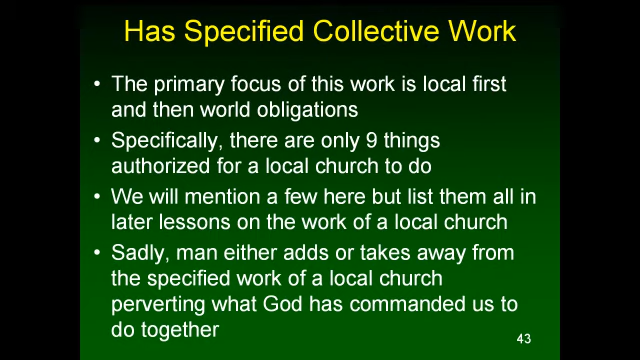 Has Specified Collective Work
• The primary focus of this work is local first
and then world obligations
• Specifically, there are only 9 things
authorized for a local church to do
• We will mention a few here but list them all in
later lessons on the work of a local church
• Sadly, man either adds or takes away from
the specified work of a local church
perverting what God has commanded us to
do together
43